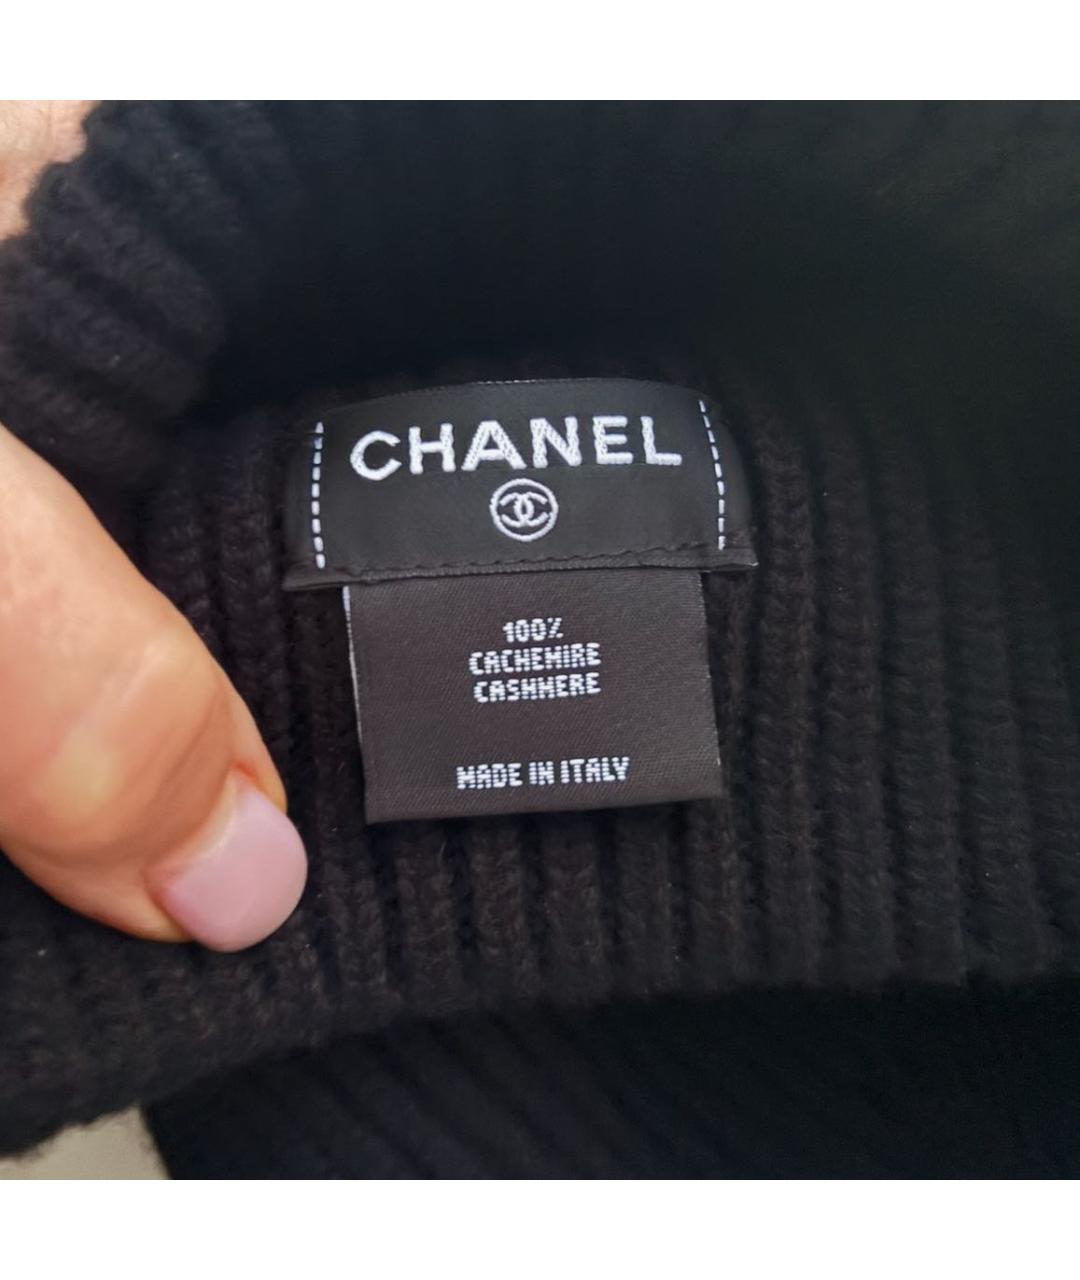 CHANEL
100%
CACHEMIRE
CASHMERE
MADE IN ITALY